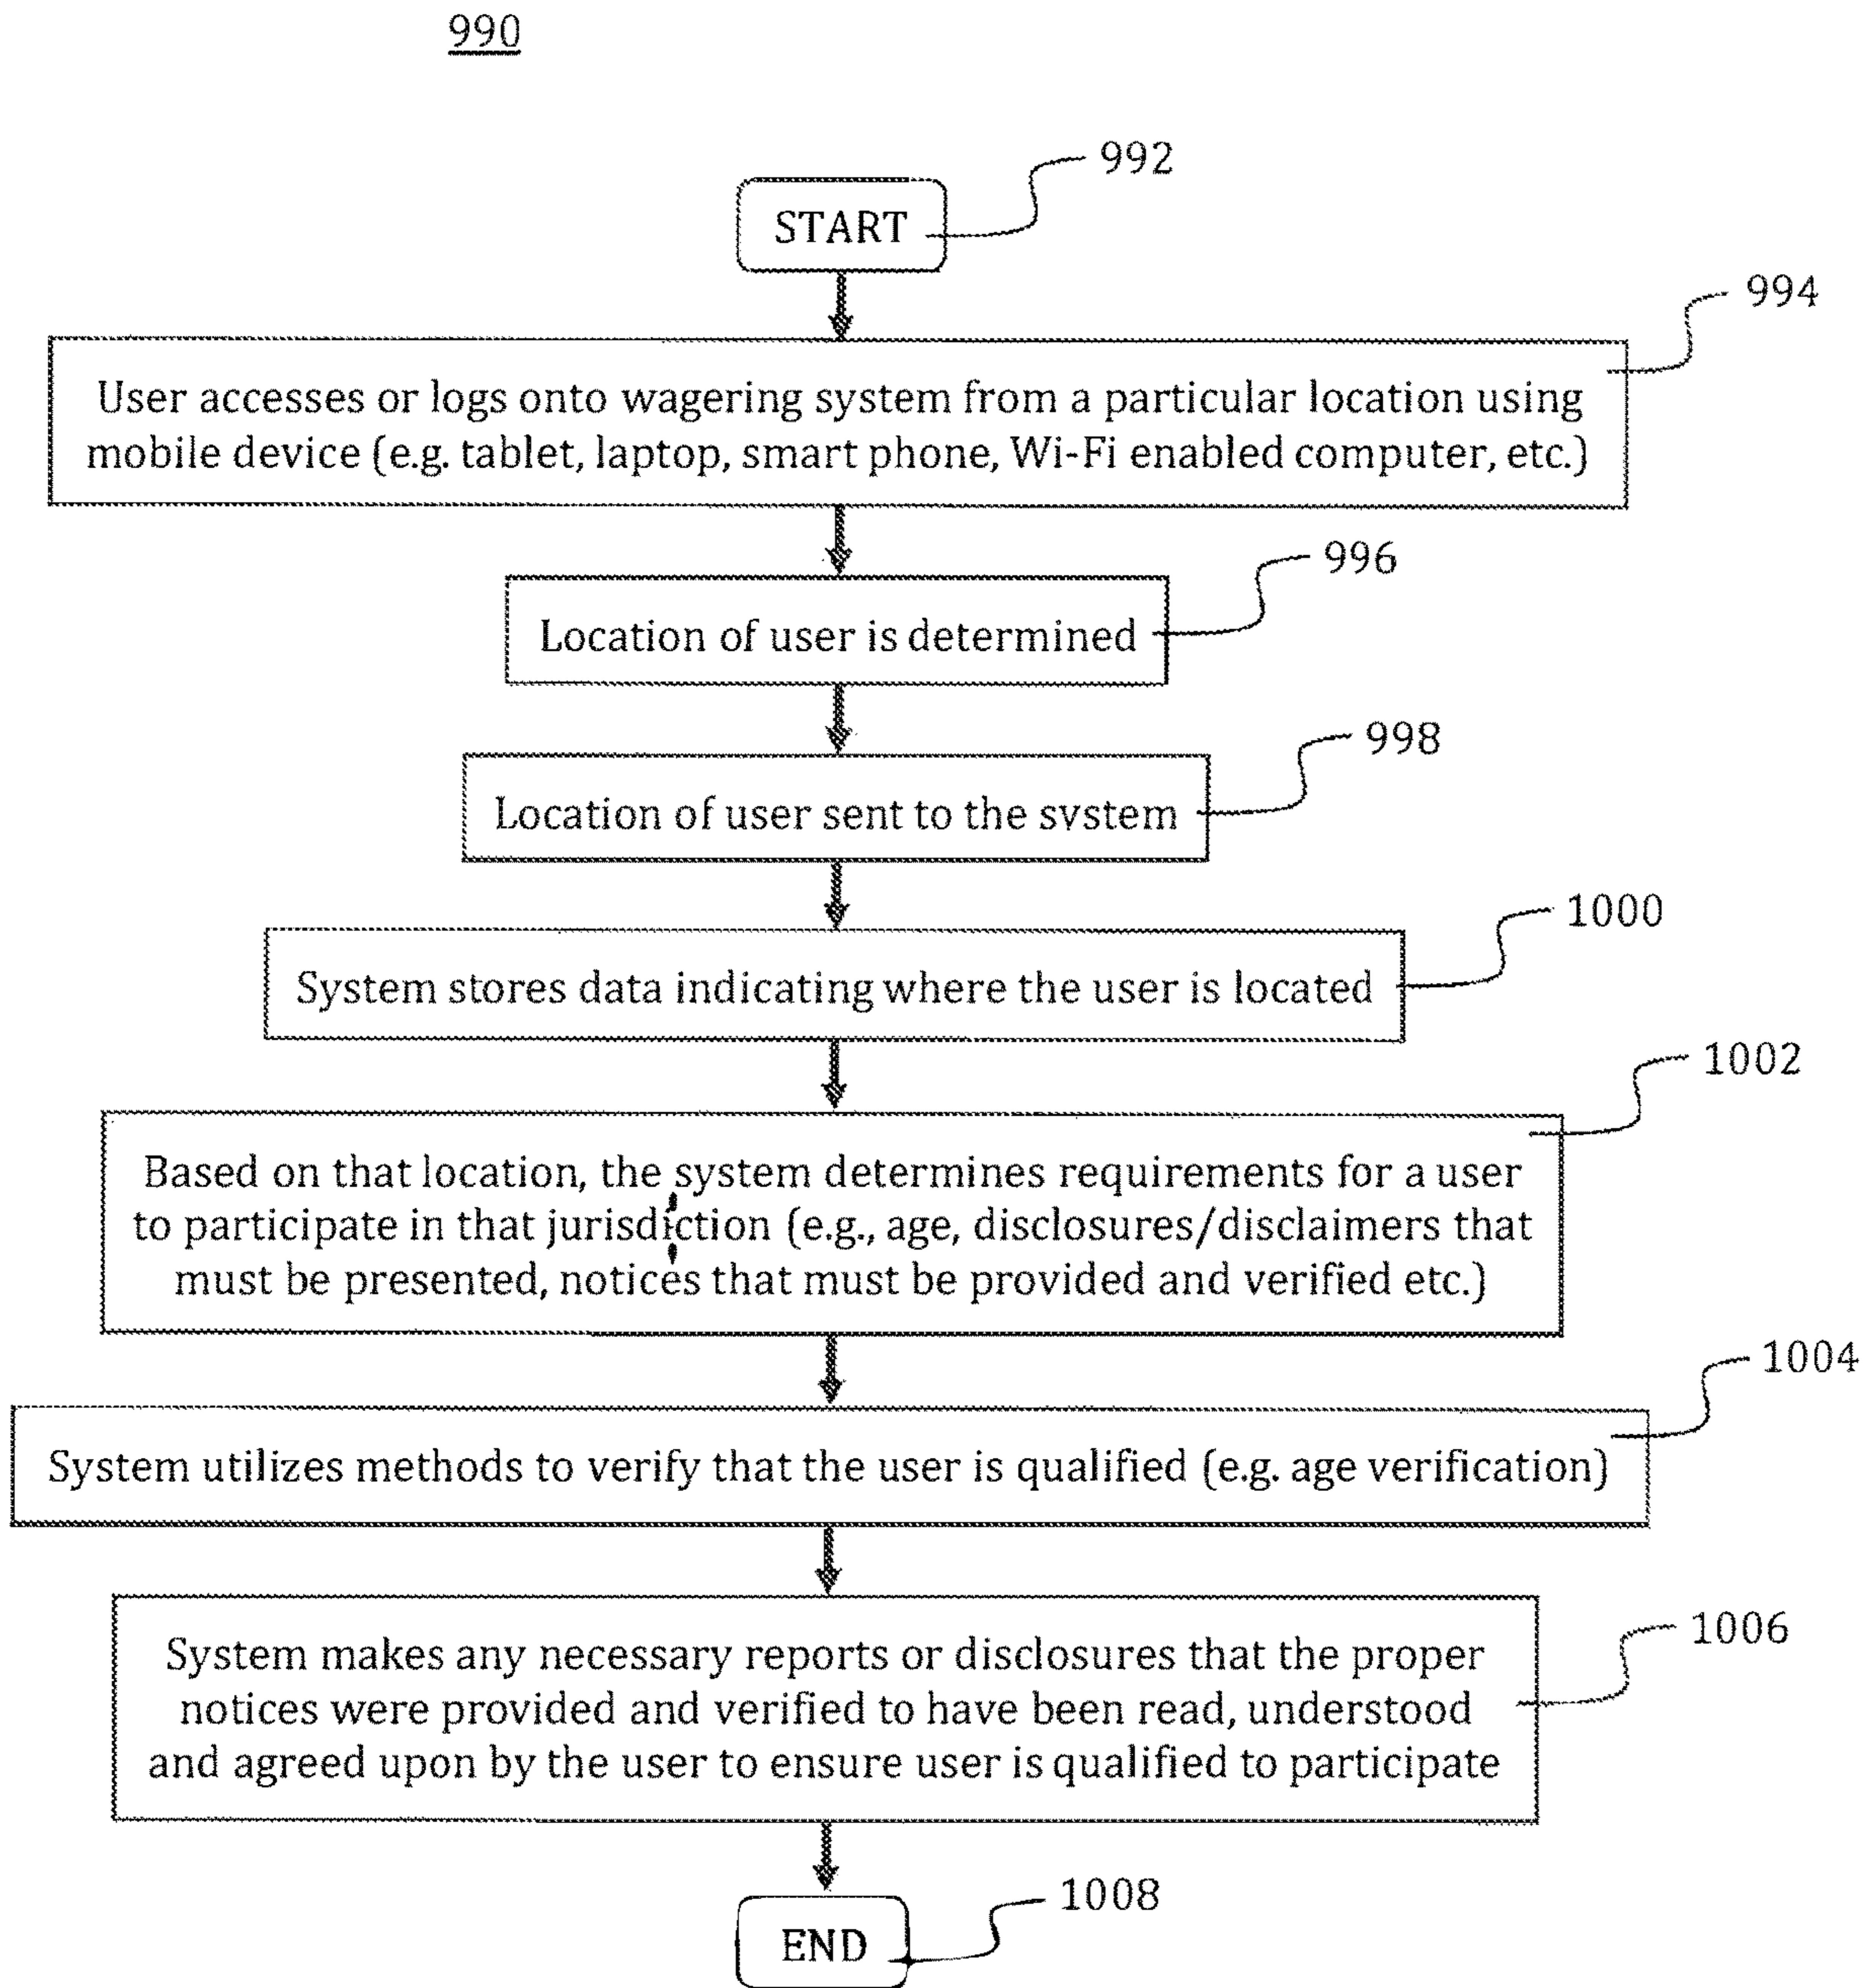 990
992
START
994
User accesses or logs onto wagering system from a particular location using
mobile device (e.g. tablet, laptop, smart phone, Wi-Fi enabled computer, etc.)
996
Location of user is determined
998
Location of user sent to the system
1000
System stores data indicating where the user is located
1002
Based on that location, the system determines requirements for a user
to participate in that jurisdiction (e.g., age, disclosures/disclaimers that
must be presented, notices that must be provided and verified etc.)
1004
System utilizes methods to verify that the user is qualified (e.g. age verification)
1006
System makes any necessary reports or disclosures that the proper
notices were provided and verified to have been read, understood
and agreed upon by the user to ensure user is qualified to participate
1008
END